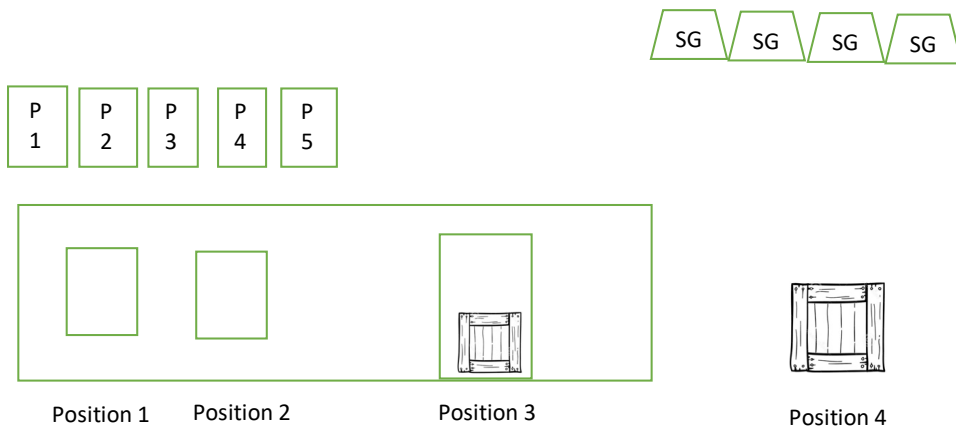 SG SG SG SG
P P P P P
1 2 3 4 5
Position 1 Position 2 Position 3 Position 4